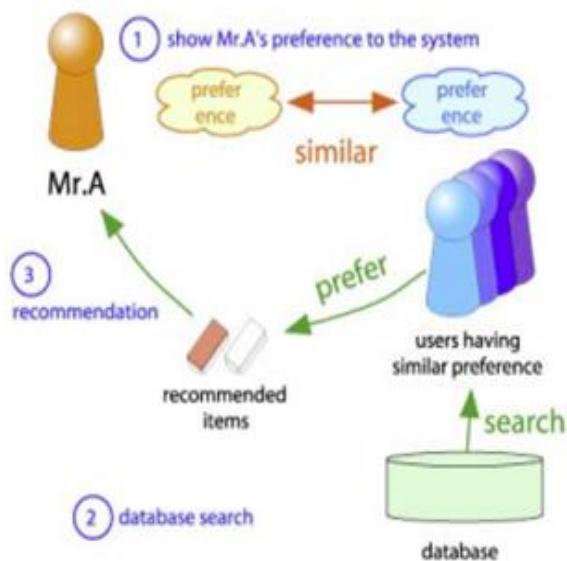 1 show Mr.A's preference to the system
prefer
ence
prefer
ence
similar
Mr.A
3
recommendation
prefer
recommended
items
users having
similar preference
search
2 database search
database